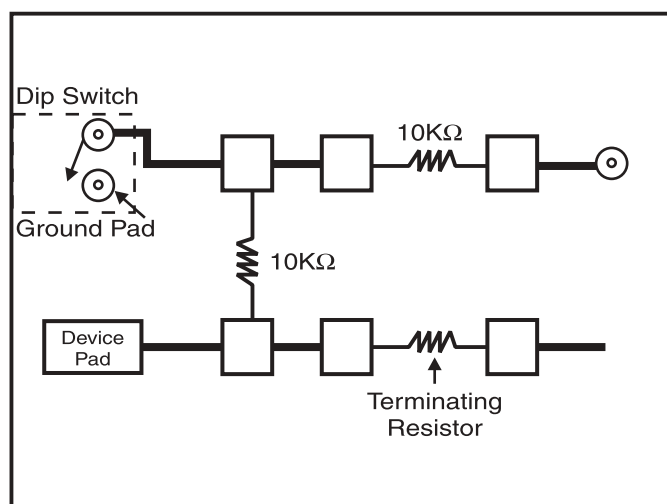 Dip Switch
10KΩ
Ground Pad
10KΩ
Device
Pad
Terminating
Resistor